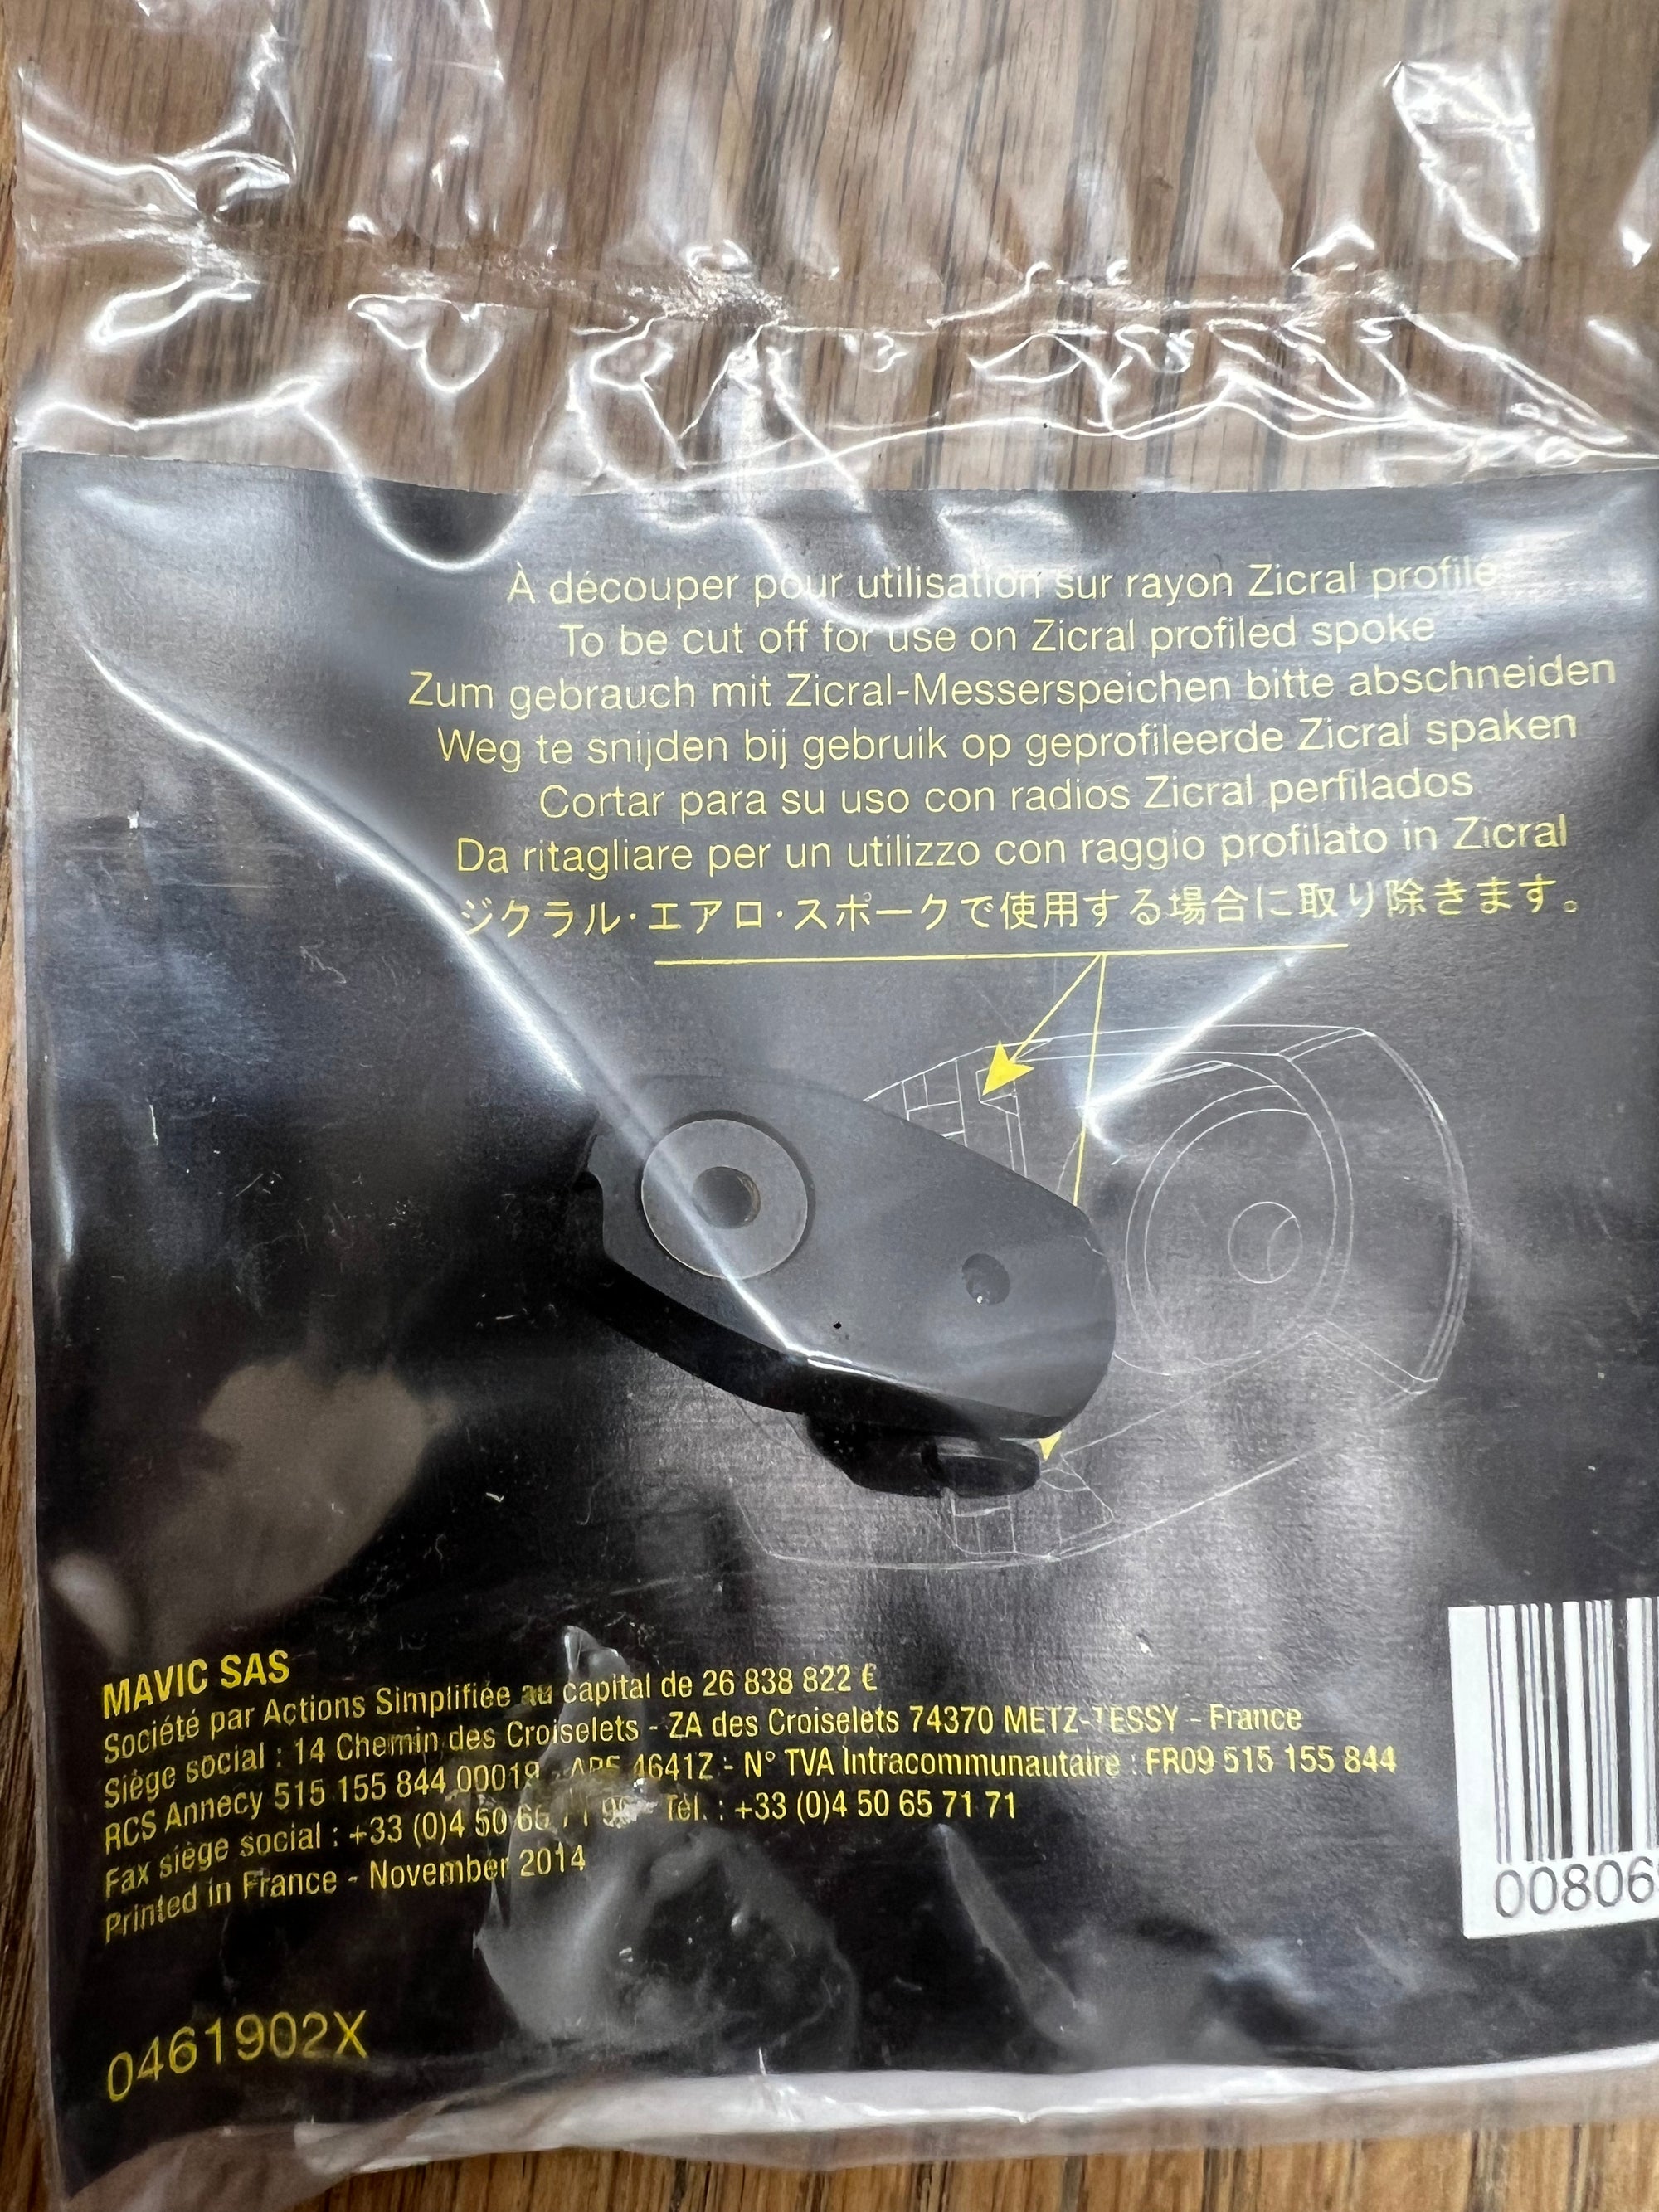 À découper pour utilisation sur rayon Zicral profilé
To be cut off for use on Zicral profiled spoke
Zum gebrauch mit Zicral-Messerspeichen bitte abschneiden
Weg te snijden bij gebruik op geprofileerde Zicral spaken
Cortar para su uso con radios Zicral perfilados
Da ritagliare per un utilizzo con raggio profilato in Zicral
ジクラル・エアロ・スポークで使用する場合に取り除きます。
MAVIC SAS
Société par Actions Simplifiée au capital de 26 838 822 €
Siège social : 14 Chemin des Croiselets - ZA des Croiselets 74370 METZ-TESSY - France
RCS Annecy 515 155 844 00019 - APE 4641Z - N° TVA Intracommunautaire : FR09 515 155 844
Fax siège social : +33 (0)4 50 - Tél. : +33 (0)4 50 65 71 71
Printed in France - November 2014
0461902X
00806